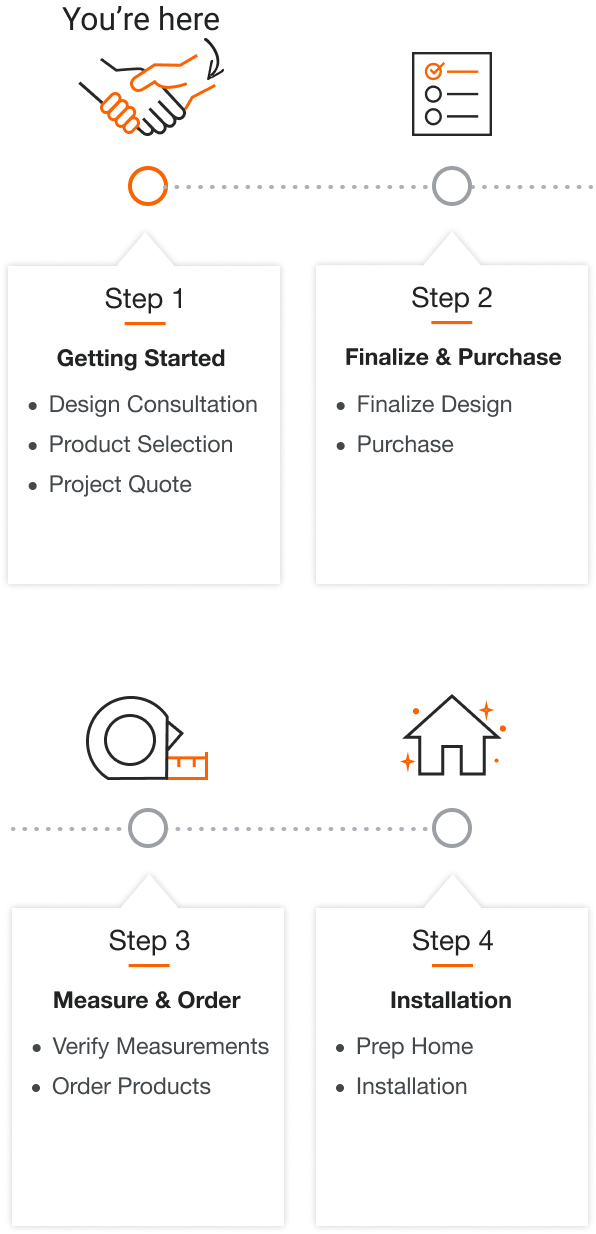 You’re here
Step 1
Getting Started
• Design Consultation
• Product Selection
• Project Quote
Step 2
Finalize & Purchase
• Finalize Design
• Purchase
Step 3
Measure & Order
• Verify Measurements
• Order Products
Step 4
Installation
• Prep Home
• Installation